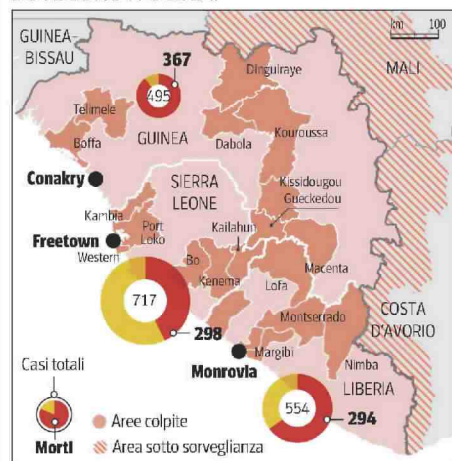 GUINEA-
BISSAU
km 100
MALI
367
495
Dinguiraye
Telimele
GUINEA
Kouroussa
Boffa
Dabola
Conakry
SIERRA
LEONE
Kissidougou
Gueckedou
Kambia
Port
Loko
Kailahun
Freetown
Western
Bo
Kenema
Macenta
Lofa
717
298
Montserrado
COSTA
D'AVORIO
Margibi
Monrovia
Nimba
LIBERIA
554
294
Casi totali
Morti
Aree colpite
Area sotto sorveglianza